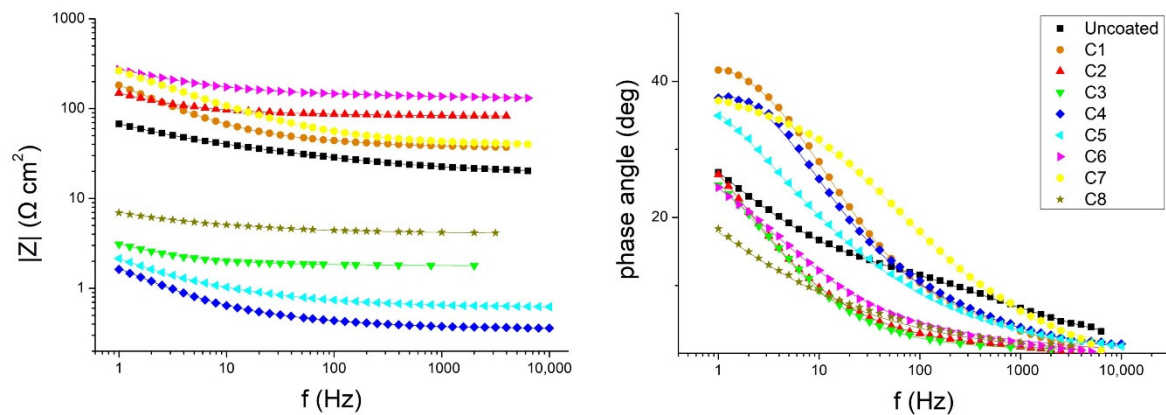 1000
100
10
1
|Z| (Ω cm²)
1
10
100
1000
10,000
f (Hz)
40
20
phase angle (deg)
1
10
100
1000
10,000
f (Hz)
Uncoated
C1
C2
C3
C4
C5
C6
C7
C8